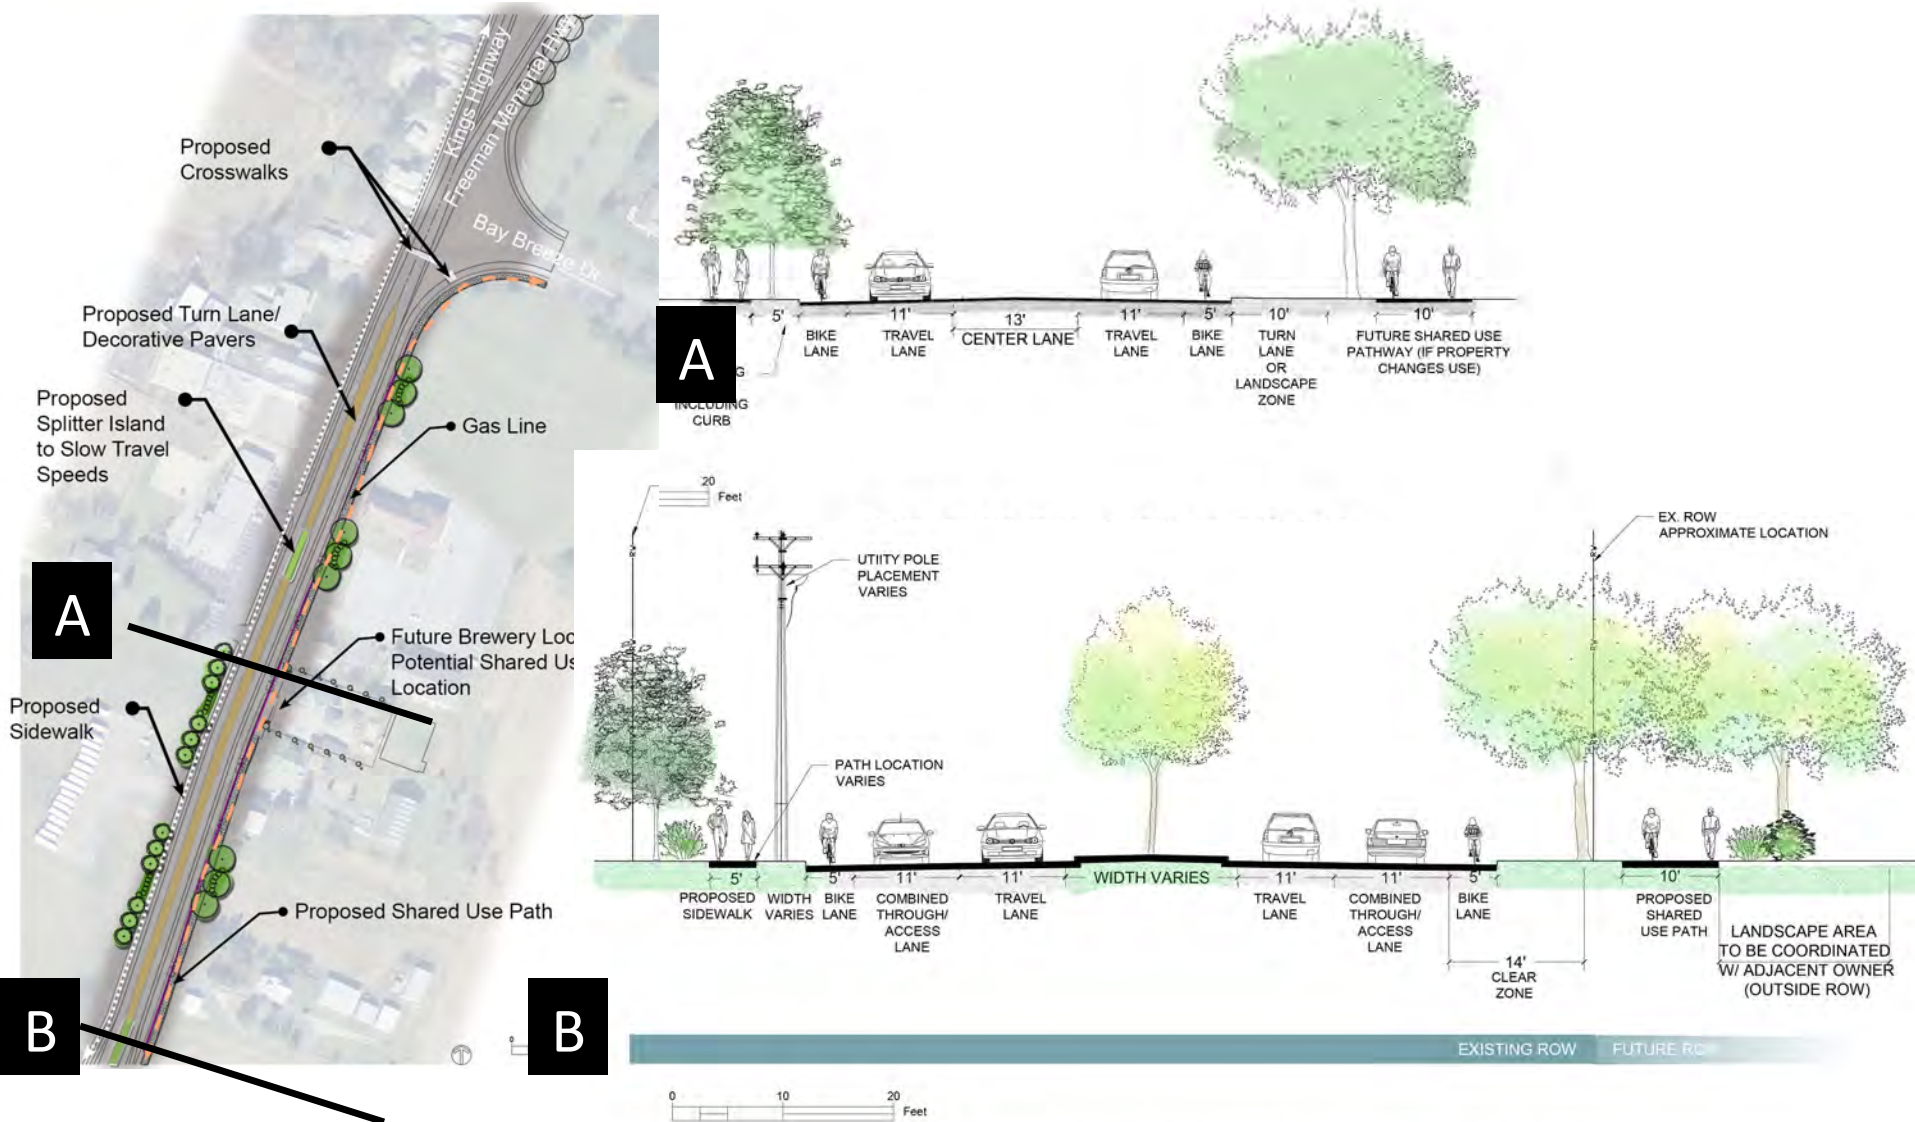 Kings Highway
Freeman Memorial Hwy
Bay Breeze Dr
Proposed
Crosswalks
Proposed Turn Lane/
Decorative Pavers
Proposed
Splitter Island
to Slow Travel
Speeds
Gas Line
A
Future Brewery Loc
Potential Shared Us
Location
Proposed
Sidewalk
Proposed Shared Use Path
B
0
A
5'
11'
13'
11'
5'
10'
10'
BIKE
LANE
TRAVEL
LANE
CENTER LANE
TRAVEL
LANE
BIKE
LANE
TURN
LANE
OR
LANDSCAPE
ZONE
FUTURE SHARED USE
PATHWAY (IF PROPERTY
CHANGES USE)
G
INCLUDING
CURB
20
Feet
UTIITY POLE
PLACEMENT
VARIES
EX. ROW
APPROXIMATE LOCATION
PATH LOCATION
VARIES
5'
5'
11'
11'
WIDTH VARIES
11'
11'
5'
10'
PROPOSED
SIDEWALK
WIDTH
VARIES
BIKE
LANE
COMBINED
THROUGH/
ACCESS
LANE
TRAVEL
LANE
TRAVEL
LANE
COMBINED
THROUGH/
ACCESS
LANE
BIKE
LANE
14'
CLEAR
ZONE
PROPOSED
SHARED
USE PATH
LANDSCAPE AREA
TO BE COORDINATED
W/ ADJACENT OWNER
(OUTSIDE ROW)
B
EXISTING ROW
FUTURE ROW
0
10
20
Feet